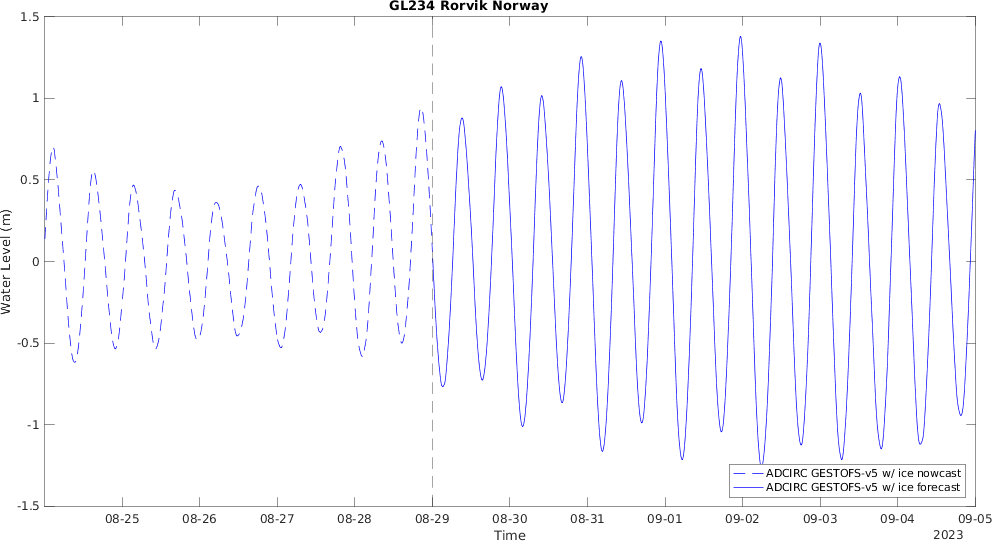 GL234 Rorvik Norway
1.5
1
0.5
0
-0.5
-1
-1.5
Water Level (m)
ADCIRC GESTOFS-v5 w/ ice nowcast
ADCIRC GESTOFS-v5 w/ ice forecast
08-25 08-26 08-27 08-28 08-29 08-30 08-31 09-01 09-02 09-03 09-04 09-05
Time
2023